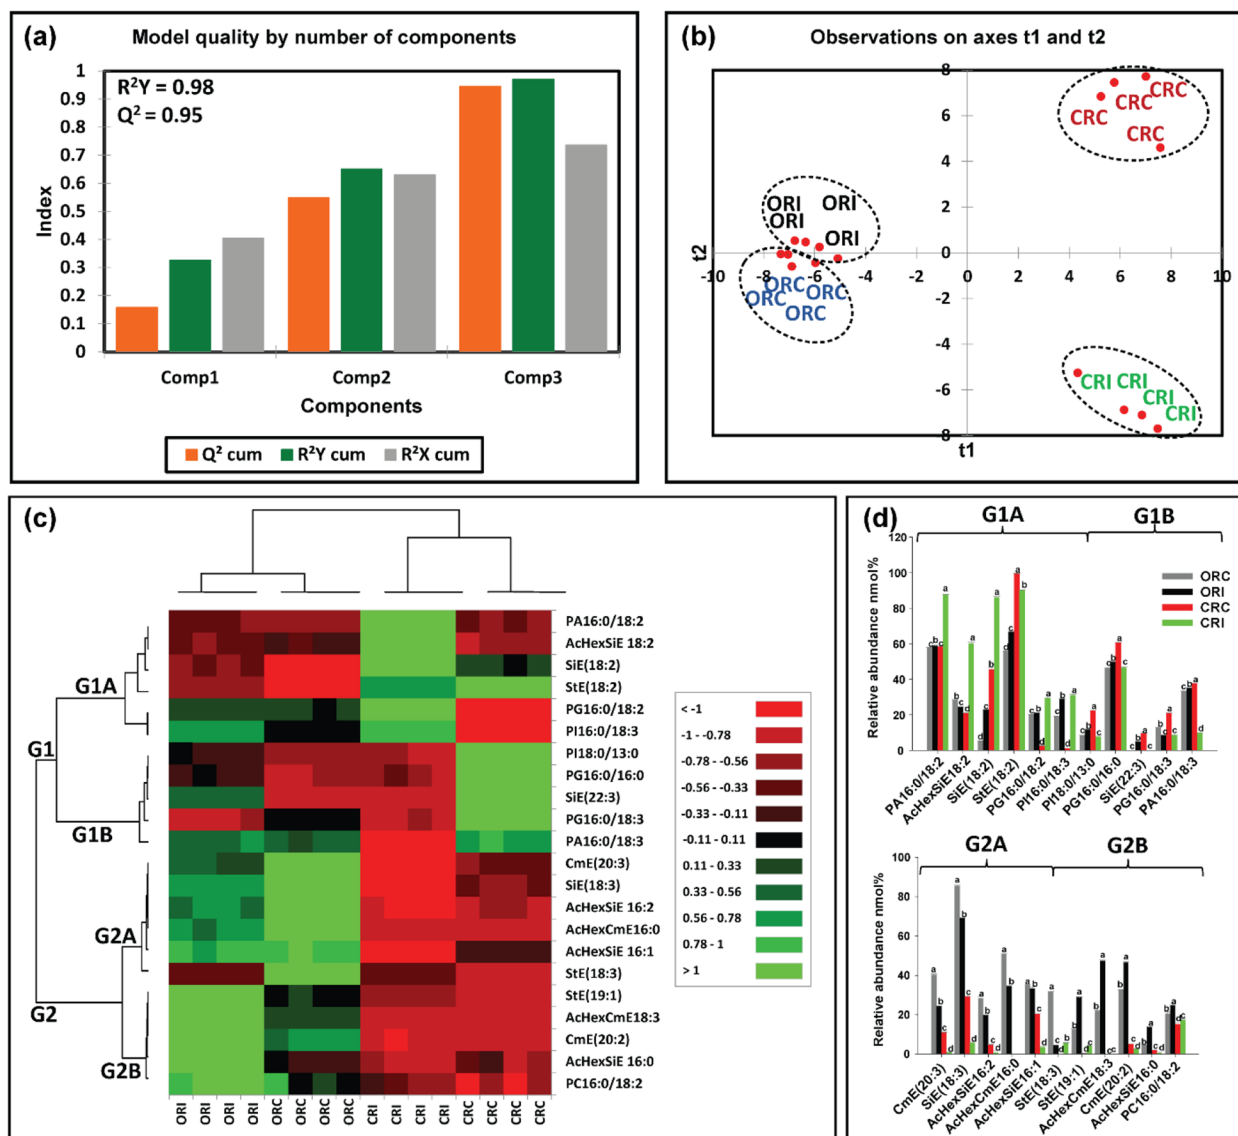 (a)
Model quality by number of components
R²Y = 0.98
Q² = 0.95
1
0.9
0.8
0.7
0.6
0.5
0.4
0.3
0.2
0.1
0
Index
Comp1 Comp2 Comp3
Components
Q² cum R²Y cum R²X cum
(b)
Observations on axes t1 and t2
8
6
4
2
0
-2
-4
-6
-8
-10 -8 -6 -4 -2 0 2 4 6 8 10
t2
t1
CRC
CRC
CRC
CRC
ORI
ORI
ORI
ORI
ORC
ORC
ORC
ORC
CRI
CRI
CRI
CRI
(c)
G1
G1A
G1B
G2
G2A
G2B
PA16:0/18:2
AcHexSiE 18:2
SiE(18:2)
StE(18:2)
PG16:0/18:2
PI16:0/18:3
PI18:0/13:0
PG16:0/16:0
SiE(22:3)
PG16:0/18:3
PA16:0/18:3
CmE(20:3)
SiE(18:3)
AcHexSiE 16:2
AcHexCmE16:0
AcHexSiE 16:1
StE(18:3)
StE(19:1)
AcHexCmE18:3
CmE(20:2)
AcHexSiE 16:0
PC16:0/18:2
ORI ORI ORI ORI ORC ORC ORC ORC CRI CRI CRI CRI CRC CRC CRC CRC
< -1
-1 - -0.78
-0.78 - -0.56
-0.56 - -0.33
-0.33 - -0.11
-0.11 - 0.11
0.11 - 0.33
0.33 - 0.56
0.56 - 0.78
0.78 - 1
> 1
(d)
G1A G1B
120
100
80
60
40
20
0
Relative abundance nmol%
ORC
ORI
CRC
CRI
PA16:0/18:2
AcHexSiE18:2
SiE(18:2)
StE(18:2)
PG16:0/18:2
PI16:0/18:3
PI18:0/13:0
PG16:0/16:0
SiE(22:3)
PG16:0/18:3
PA16:0/18:3
G2A G2B
100
80
60
40
20
0
Relative abundance nmol%
CmE(20:3)
SiE(18:3)
AcHexSiE16:2
AcHexCmE16:0
AcHexSiE16:1
StE(18:3)
StE(19:1)
AcHexCmE18:3
CmE(20:2)
AcHexSiE16:0
PC16:0/18:2